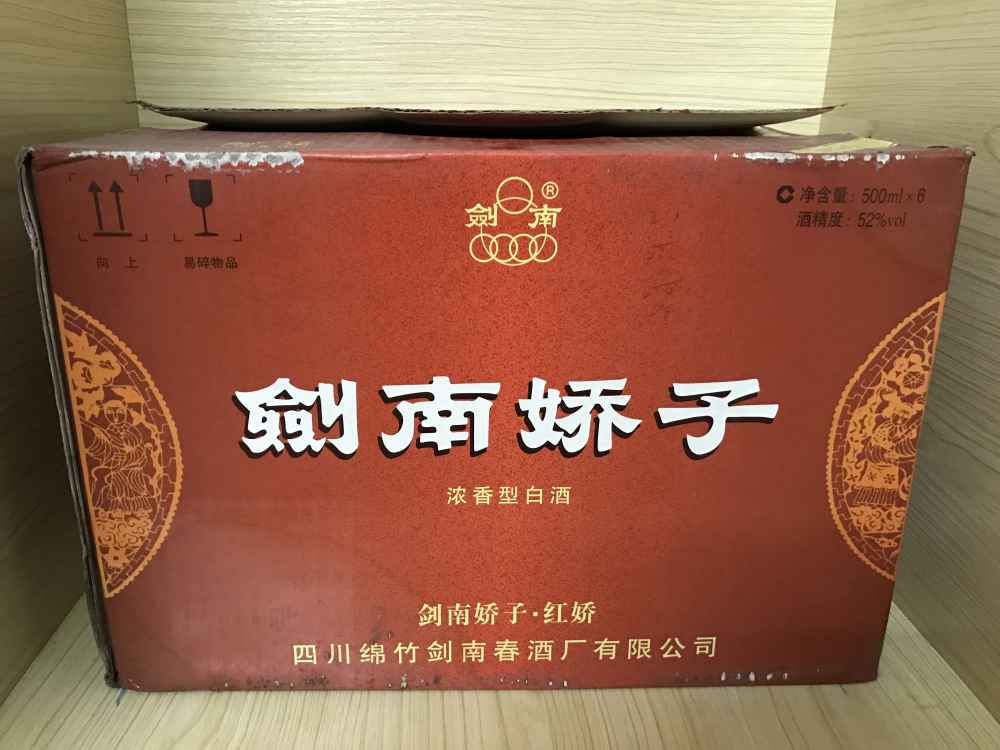 向上
易碎物品
劍南®
净含量：500ml×6
酒精度：52%vol
劍南娇子
浓香型白酒
剑南娇子·红娇
四川绵竹剑南春酒厂有限公司